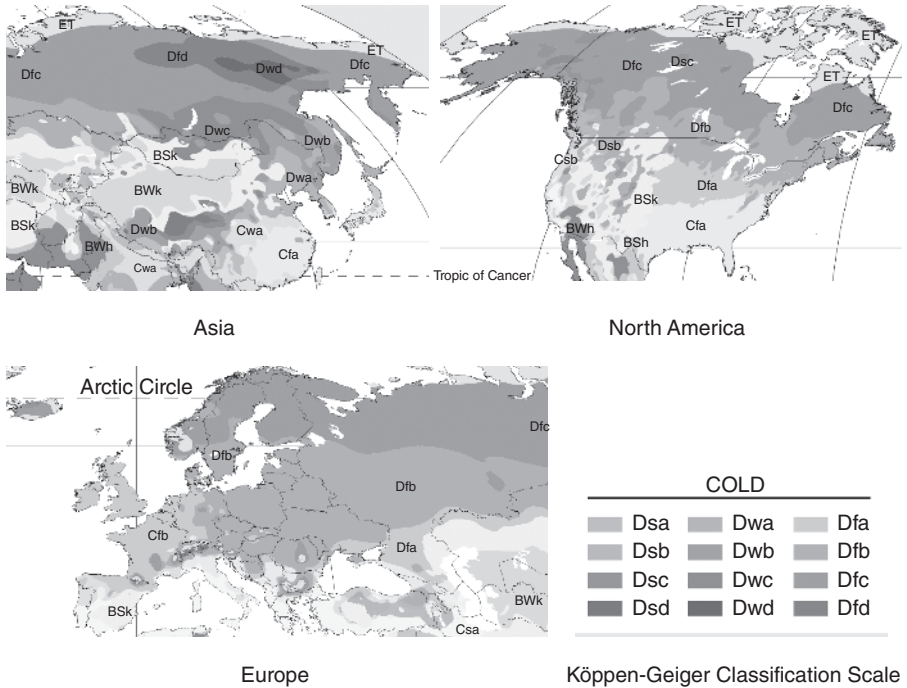 ET
Dfd
ET
Dfc
Dwd
Dfc
Dwc
Dwb
BSk
Dwa
BWk
BWk
BSk
Dwb
Cwa
BWh
Cfa
Cwa
Tropic of Cancer
Asia
ET
ET
Dfc
Dsc
ET
Dfc
Dfb
Dsb
Csb
Dfa
BSk
Cfa
BWh
BSh
North America
Arctic Circle
Dfc
Dfb
Dfb
Cfb
Dfa
BSk
BWk
Csa
Europe
COLD
Dsa Dwa Dfa
Dsb Dwb Dfb
Dsc Dwc Dfc
Dsd Dwd Dfd
Köppen-Geiger Classification Scale